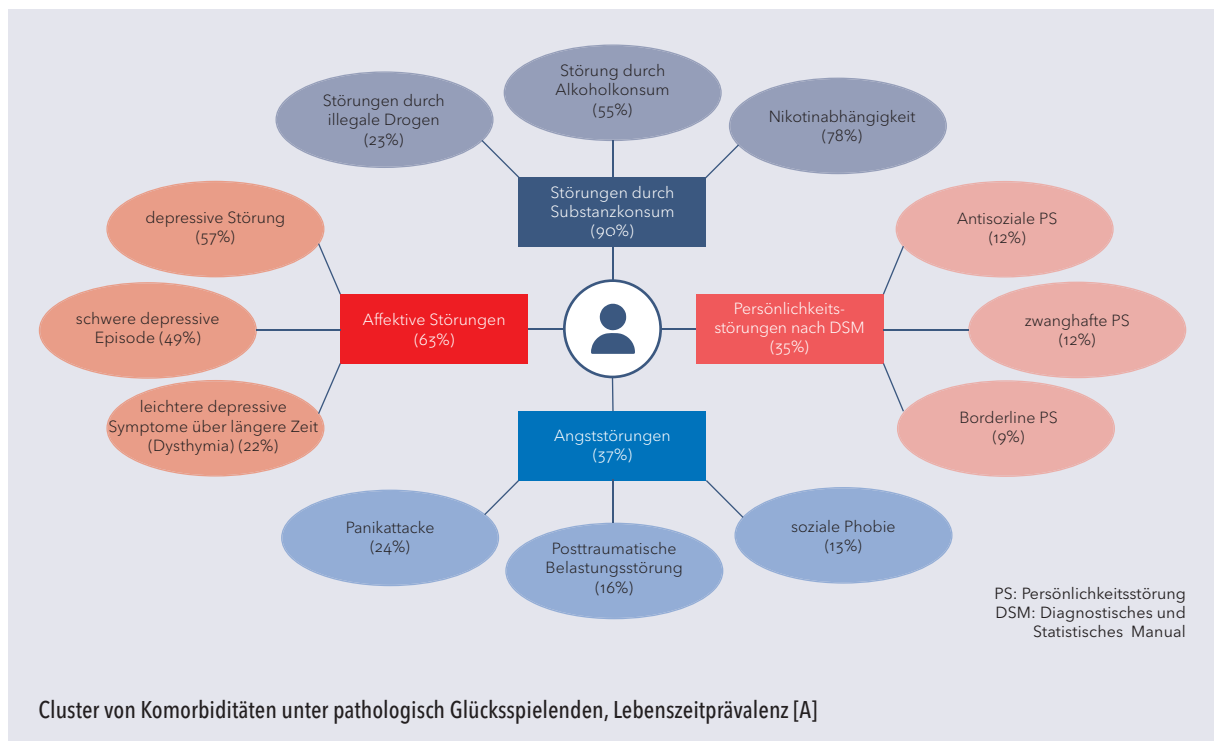 Störung durch
Alkoholkonsum
(55%)
Störungen durch
illegale Drogen
(23%)
Nikotinabhängigkeit
(78%)
Störungen durch
Substanzkonsum
(90%)
depressive Störung
(57%)
schwere depressive
Episode (49%)
leichtere depressive
Symptome über längere Zeit
(Dysthymia) (22%)
Affektive Störungen
(63%)
Persönlichkeits-
störungen nach DSM
(35%)
Antisoziale PS
(12%)
zwanghafte PS
(12%)
Borderline PS
(9%)
Angststörungen
(37%)
Panikattacke
(24%)
Posttraumatische
Belastungsstörung
(16%)
soziale Phobie
(13%)
PS: Persönlichkeitsstörung
DSM: Diagnostisches und
Statistisches Manual
Cluster von Komorbiditäten unter pathologisch Glücksspielenden, Lebenszeitprävalenz [A]